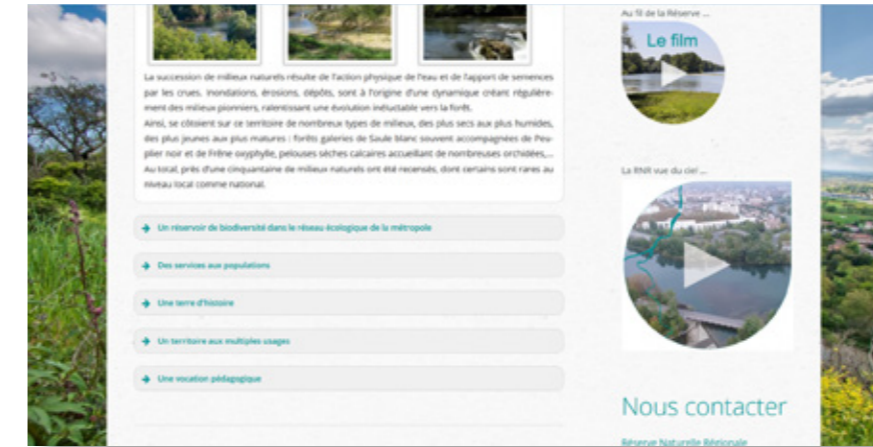 La succession de milieux naturels résulte de l'action physique de l'eau et de l'apport de semences
par les crues. Inondations, érosions, dépôts, sont à l'origine d'une dynamique créant régulière-
ment des milieux pionniers, ralentissant une évolution inéluctable vers la forêt.
Ainsi, se côtoient sur ce territoire de nombreux types de milieux, des plus secs aux plus humides,
des plus jeunes aux plus matures : forêts galeries de Saule blanc souvent accompagnées de Peu-
plier noir et de Frêne oxyphylle, pelouses sèches calcaires accueillant de nombreuses orchidées,...
Au total, près d'une cinquantaine de milieux naturels ont été recensés, dont certains sont rares au
niveau local comme national.
Un réservoir de biodiversité dans le réseau écologique de la métropole
Des services aux populations
Une terre d'histoire
Un territoire aux multiples usages
Une vocation pédagogique
Au fil de la Réserve ...
Le film
La RNR vue du ciel ...
Nous contacter
Réserve Naturelle Régionale